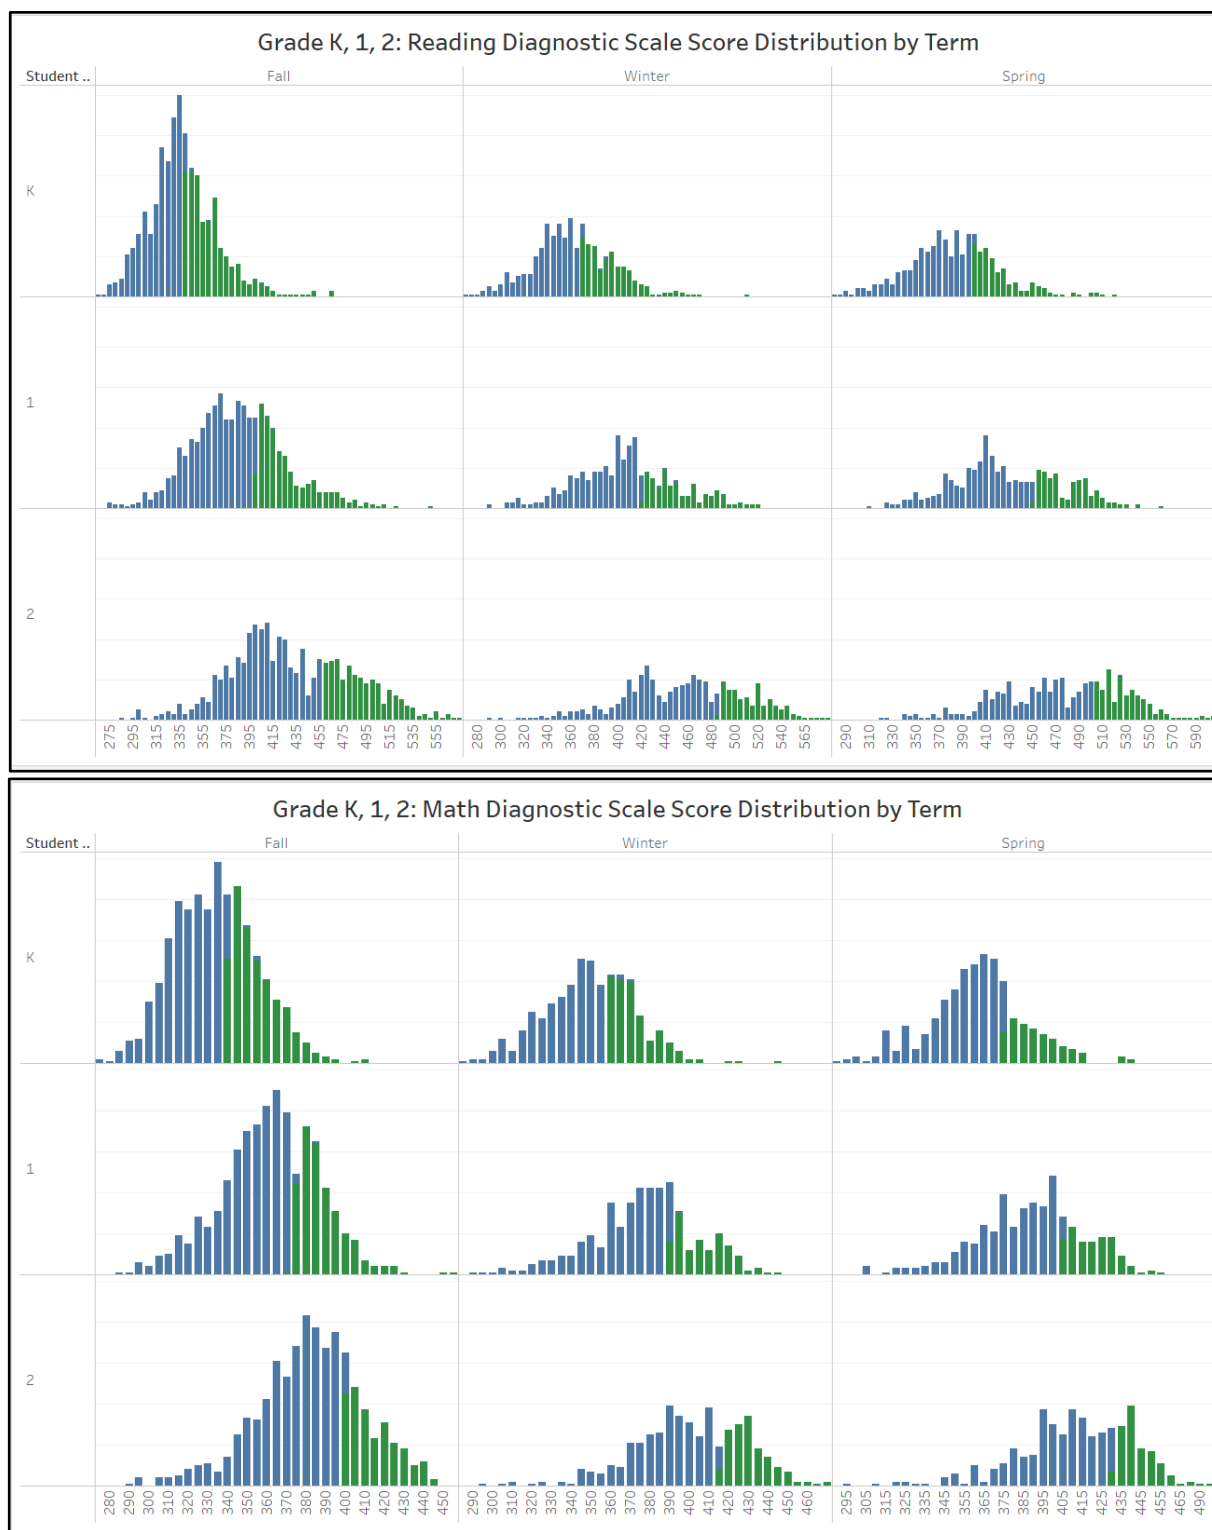 Grade K, 1, 2: Reading Diagnostic Scale Score Distribution by Term
Student .. Fall Winter Spring
K
1
2
275 295 315 335 355 375 395 415 435 455 475 495 515 535 555 280 300 320 340 360 380 400 420 440 460 480 500 520 540 565 290 310 330 350 370 390 410 430 450 470 490 510 530 550 570 590
Grade K, 1, 2: Math Diagnostic Scale Score Distribution by Term
Student .. Fall Winter Spring
K
1
2
280 290 300 310 320 330 340 350 360 370 380 390 400 410 420 430 440 450 290 300 310 320 330 340 350 360 370 380 390 400 410 420 430 440 450 460 295 305 315 325 335 345 355 365 375 385 395 405 415 425 435 445 455 465 490